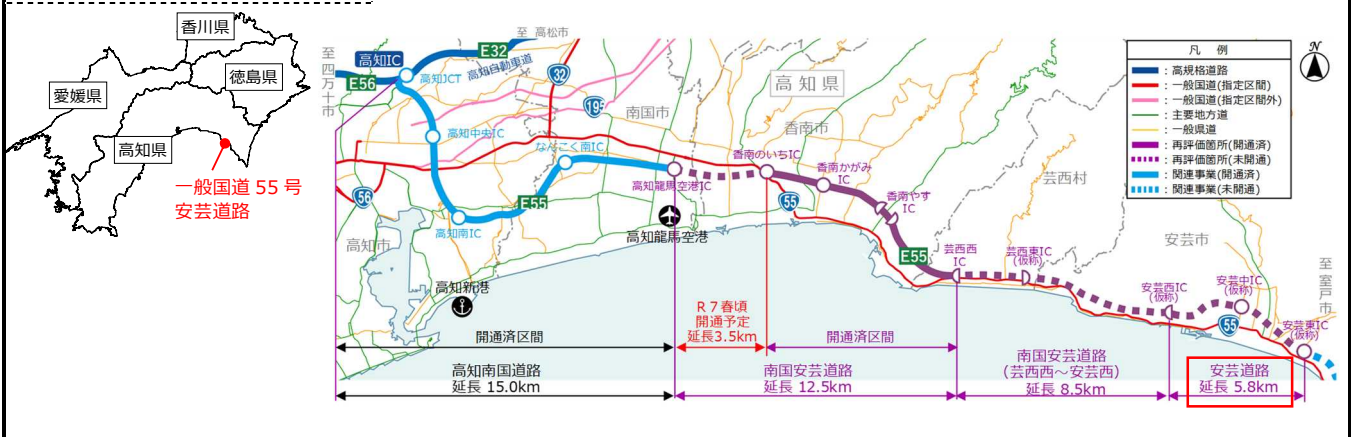 香川県
徳島県
愛媛県
高知県
一般国道 55 号
安芸道路
至 高松市
至四万十市
高知IC
E32
E56
高知JCT
高知自動車道
32
195
高知県
南国市
香南市
高知中央IC
なんこく南IC
香南のいちIC
香南かがみ
IC
芸西村
56
高知龍馬空港IC
55
香南やす
IC
E55
高知南IC
高知市
高知龍馬空港
E55
芸西西
IC
芸西東IC
(仮称)
安芸市
至室戸市
高知新港
安芸西IC
(仮称)
安芸中IC
(仮称)
55
安芸東IC
(仮称)
R7春頃
開通予定
延長3.5km
開通済区間
開通済区間
高知南国道路
延長 15.0km
南国安芸道路
延長 12.5km
南国安芸道路
(芸西西~安芸西)
延長 8.5km
安芸道路
延長 5.8km
凡 例
N
:高規格道路
:一般国道(指定区間)
:一般国道(指定区間外)
:主要地方道
:一般県道
:再評価箇所(開通済)
:再評価箇所(未開通)
:関連事業(開通済)
:関連事業(未開通)